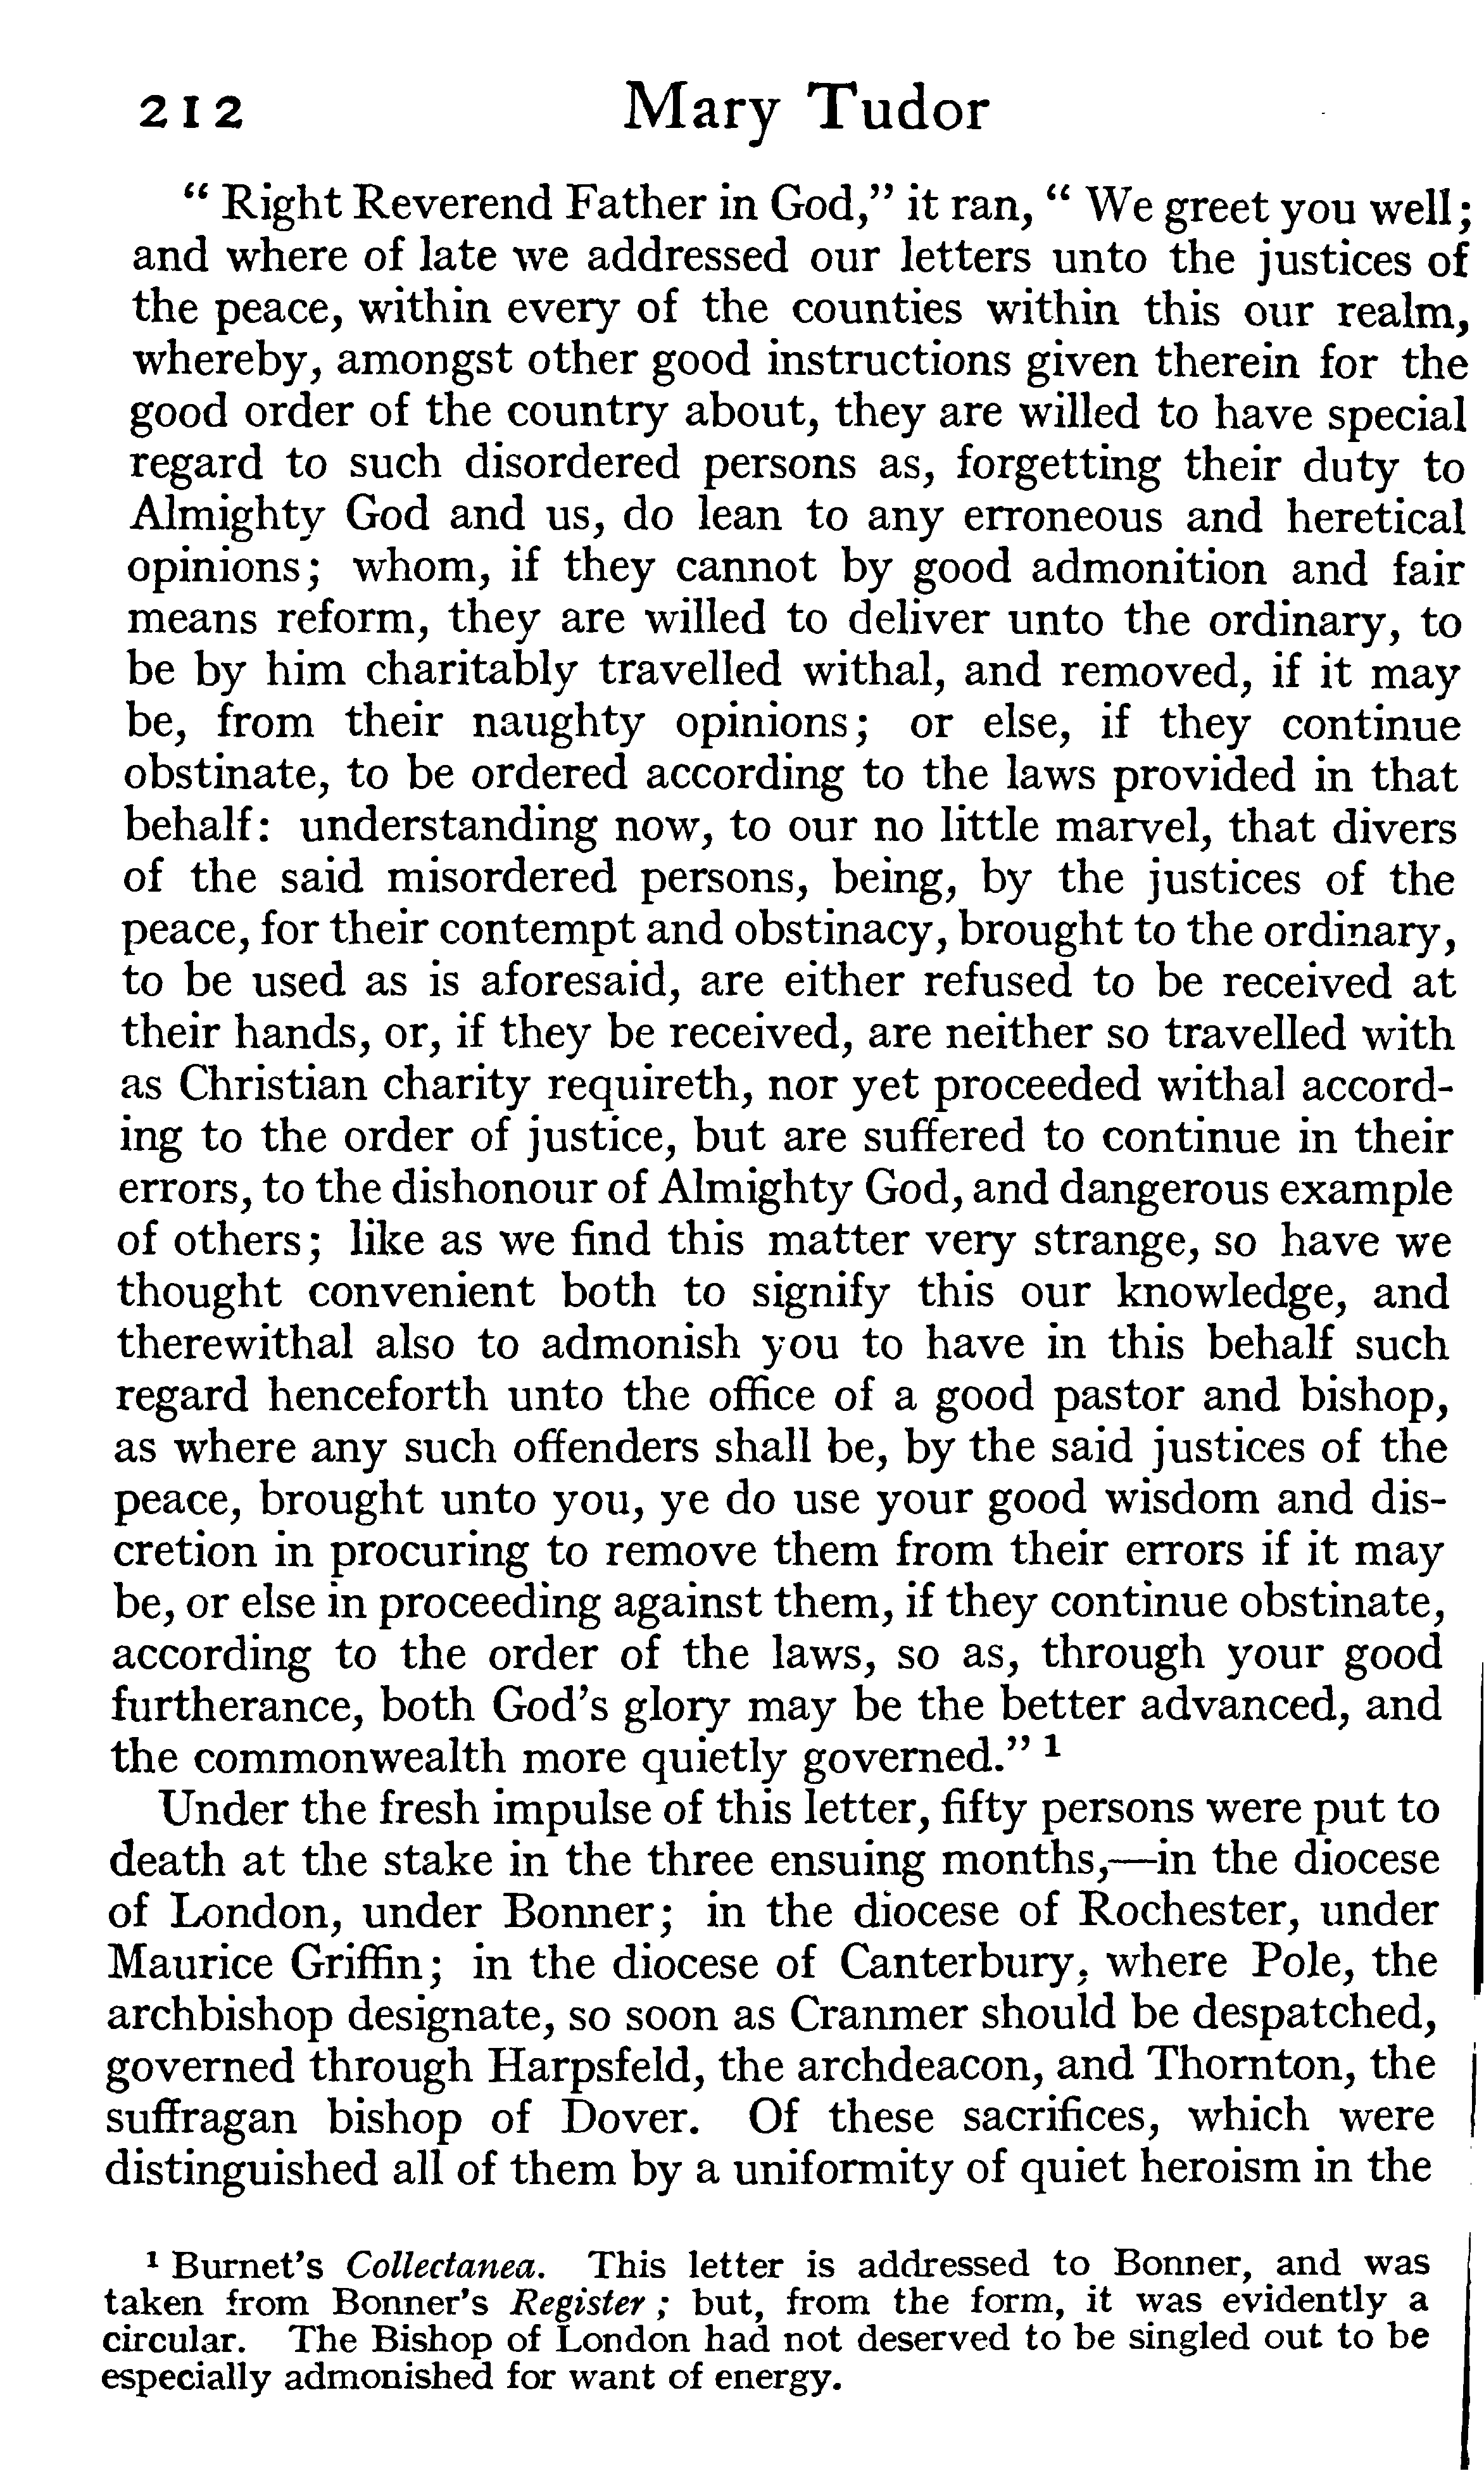 212 Mary Tudor
“ Right Reverend Father in God,” it ran, “ We greet you well;
and where of late we addressed our letters unto the justices of
the peace, within every of the counties within this our realm,
whereby, amongst other good instructions given therein for the
good order of the country about, they are willed to have special
regard to such disordered persons as, forgetting their duty to
Almighty God and us, do lean to any erroneous and heretical
opinions; whom, if they cannot by good admonition and fair
means reform, they are willed to deliver unto the ordinary, to
be by him charitably travelled withal, and removed, if it may
be, from their naughty opinions; or else, if they continue
obstinate, to be ordered according to the laws provided in that
behalf: understanding now, to our no little marvel, that divers
of the said misordered persons, being, by the justices of the
peace, for their contempt and obstinacy, brought to the ordinary,
to be used as is aforesaid, are either refused to be received at
their hands, or, if they be received, are neither so travelled with
as Christian charity requireth, nor yet proceeded withal accord-
ing to the order of justice, but are suffered to continue in their
errors, to the dishonour of Almighty God, and dangerous example
of others; like as we find this matter very strange, so have we
thought convenient both to signify this our knowledge, and
therewithal also to admonish you to have in this behalf such
regard henceforth unto the office of a good pastor and bishop,
as where any such offenders shall be, by the said justices of the
peace, brought unto you, ye do use your good wisdom and dis-
cretion in procuring to remove them from their errors if it may
be, or else in proceeding against them, if they continue obstinate,
according to the order of the laws, so as, through your good
furtherance, both God’s glory may be the better advanced, and
the commonwealth more quietly governed.” 1
Under the fresh impulse of this letter, fifty persons were put to
death at the stake in the three ensuing months,—in the diocese
of London, under Bonner; in the diocese of Rochester, under
Maurice Griffin; in the diocese of Canterbury, where Pole, the
archbishop designate, so soon as Cranmer should be despatched,
governed through Harpsfeld, the archdeacon, and Thornton, the
suffragan bishop of Dover. Of these sacrifices, which were
distinguished all of them by a uniformity of quiet heroism in the
1 Burnet’s Collectanea. This letter is addressed to Bonner, and was
taken from Bonner’s Register ; but, from the form, it was evidently a
circular. The Bishop of London had not deserved to be singled out to be
especially admonished for want of energy.